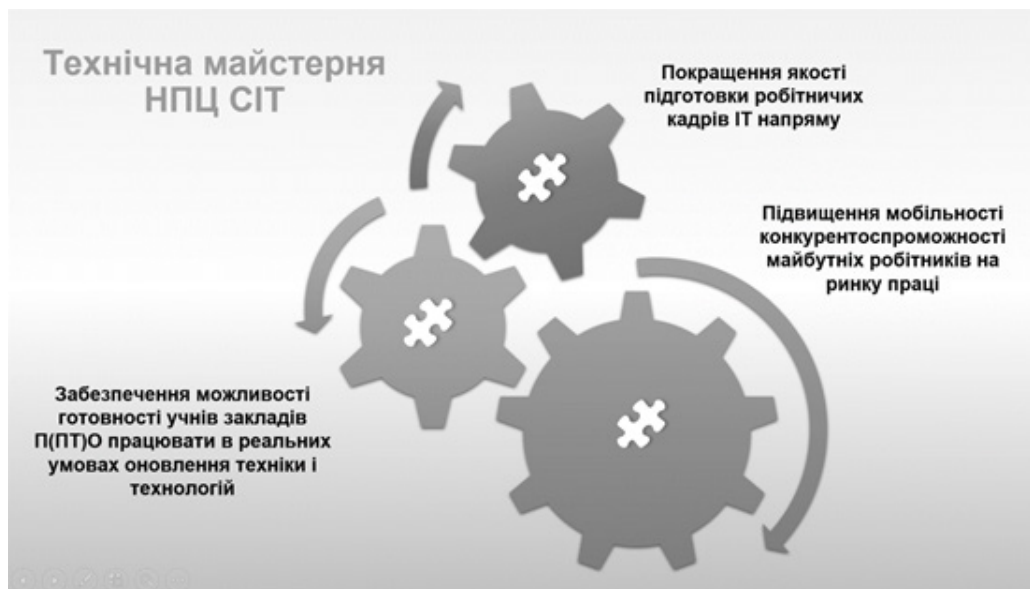 Технічна майстерня
НПЦ СІТ
Покращення якості
підготовки робітничих
кадрів ІТ напряму
Підвищення мобільності
конкурентоспроможності
майбутніх робітників на
ринку праці
Забезпечення можливості
готовності учнів закладів
П(ПТ)О працювати в реальних
умовах оновлення техніки і
технологій